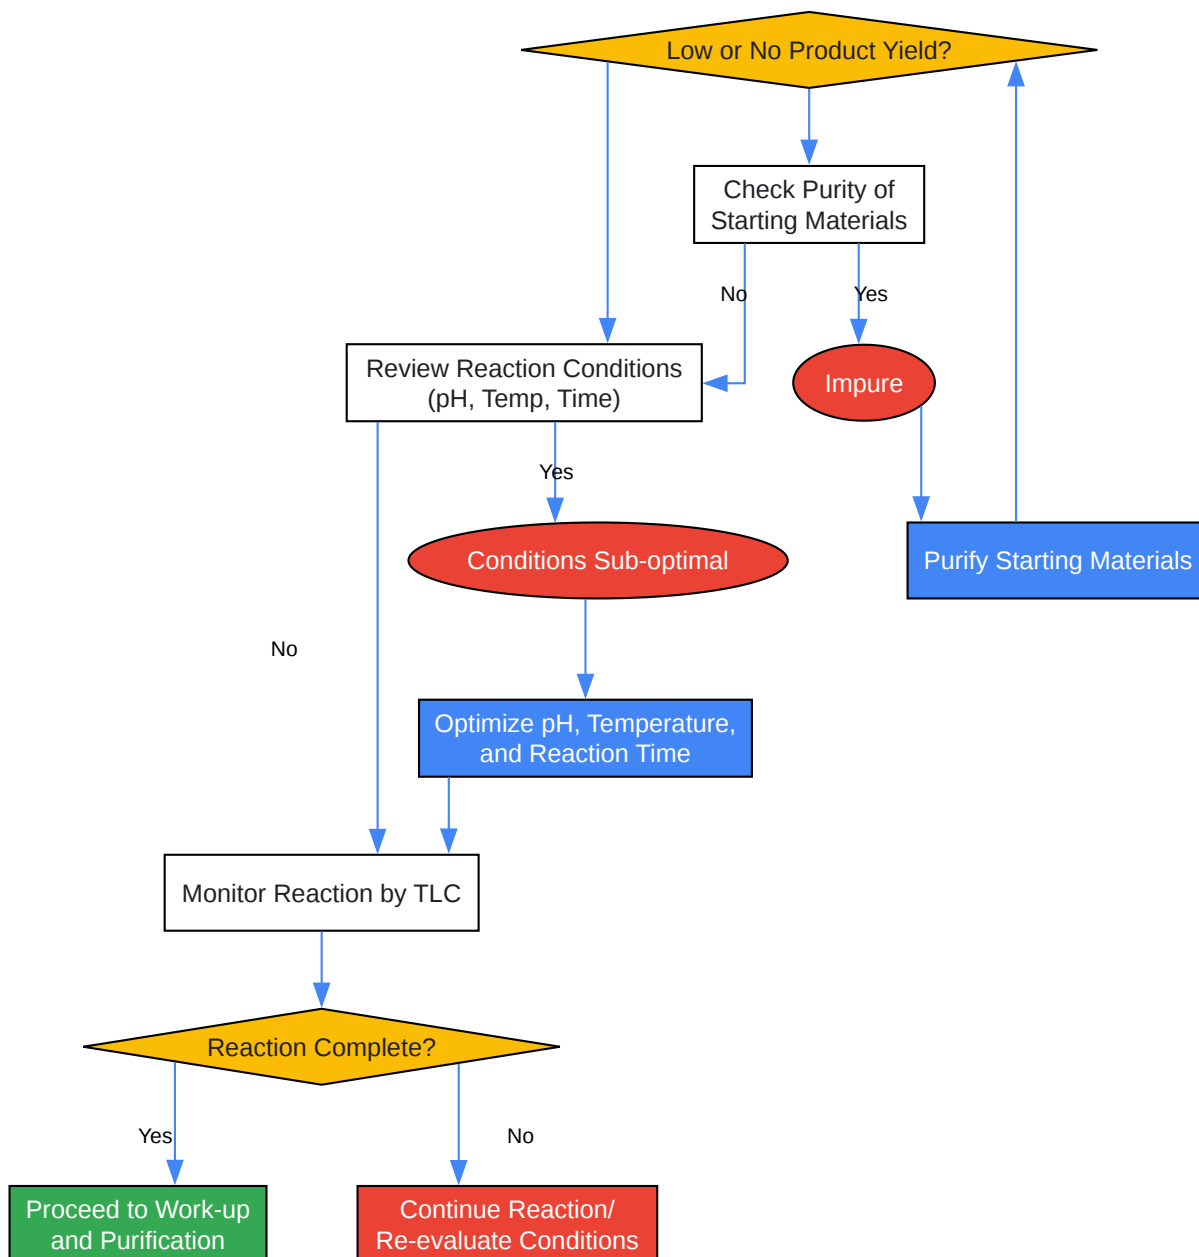 Low or No Product Yield?
Check Purity of
Starting Materials
No
Yes
Review Reaction Conditions
(pH, Temp, Time)
Impure
Yes
Conditions Sub-optimal
Purify Starting Materials
No
Optimize pH, Temperature,
and Reaction Time
Monitor Reaction by TLC
Reaction Complete?
Yes
No
Proceed to Work-up
and Purification
Continue Reaction/
Re-evaluate Conditions